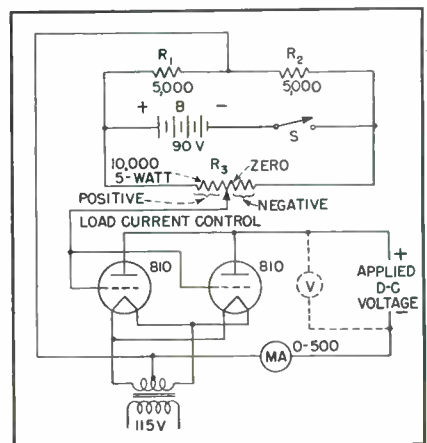 R1 R2
5,000 5,000
+ B -
90 V S
10,000 R3 ZERO
5-WATT
POSITIVE NEGATIVE
LOAD CURRENT CONTROL
810 810
+
V APPLIED
D-C
VOLTAGE
-
MA 0-500
115V